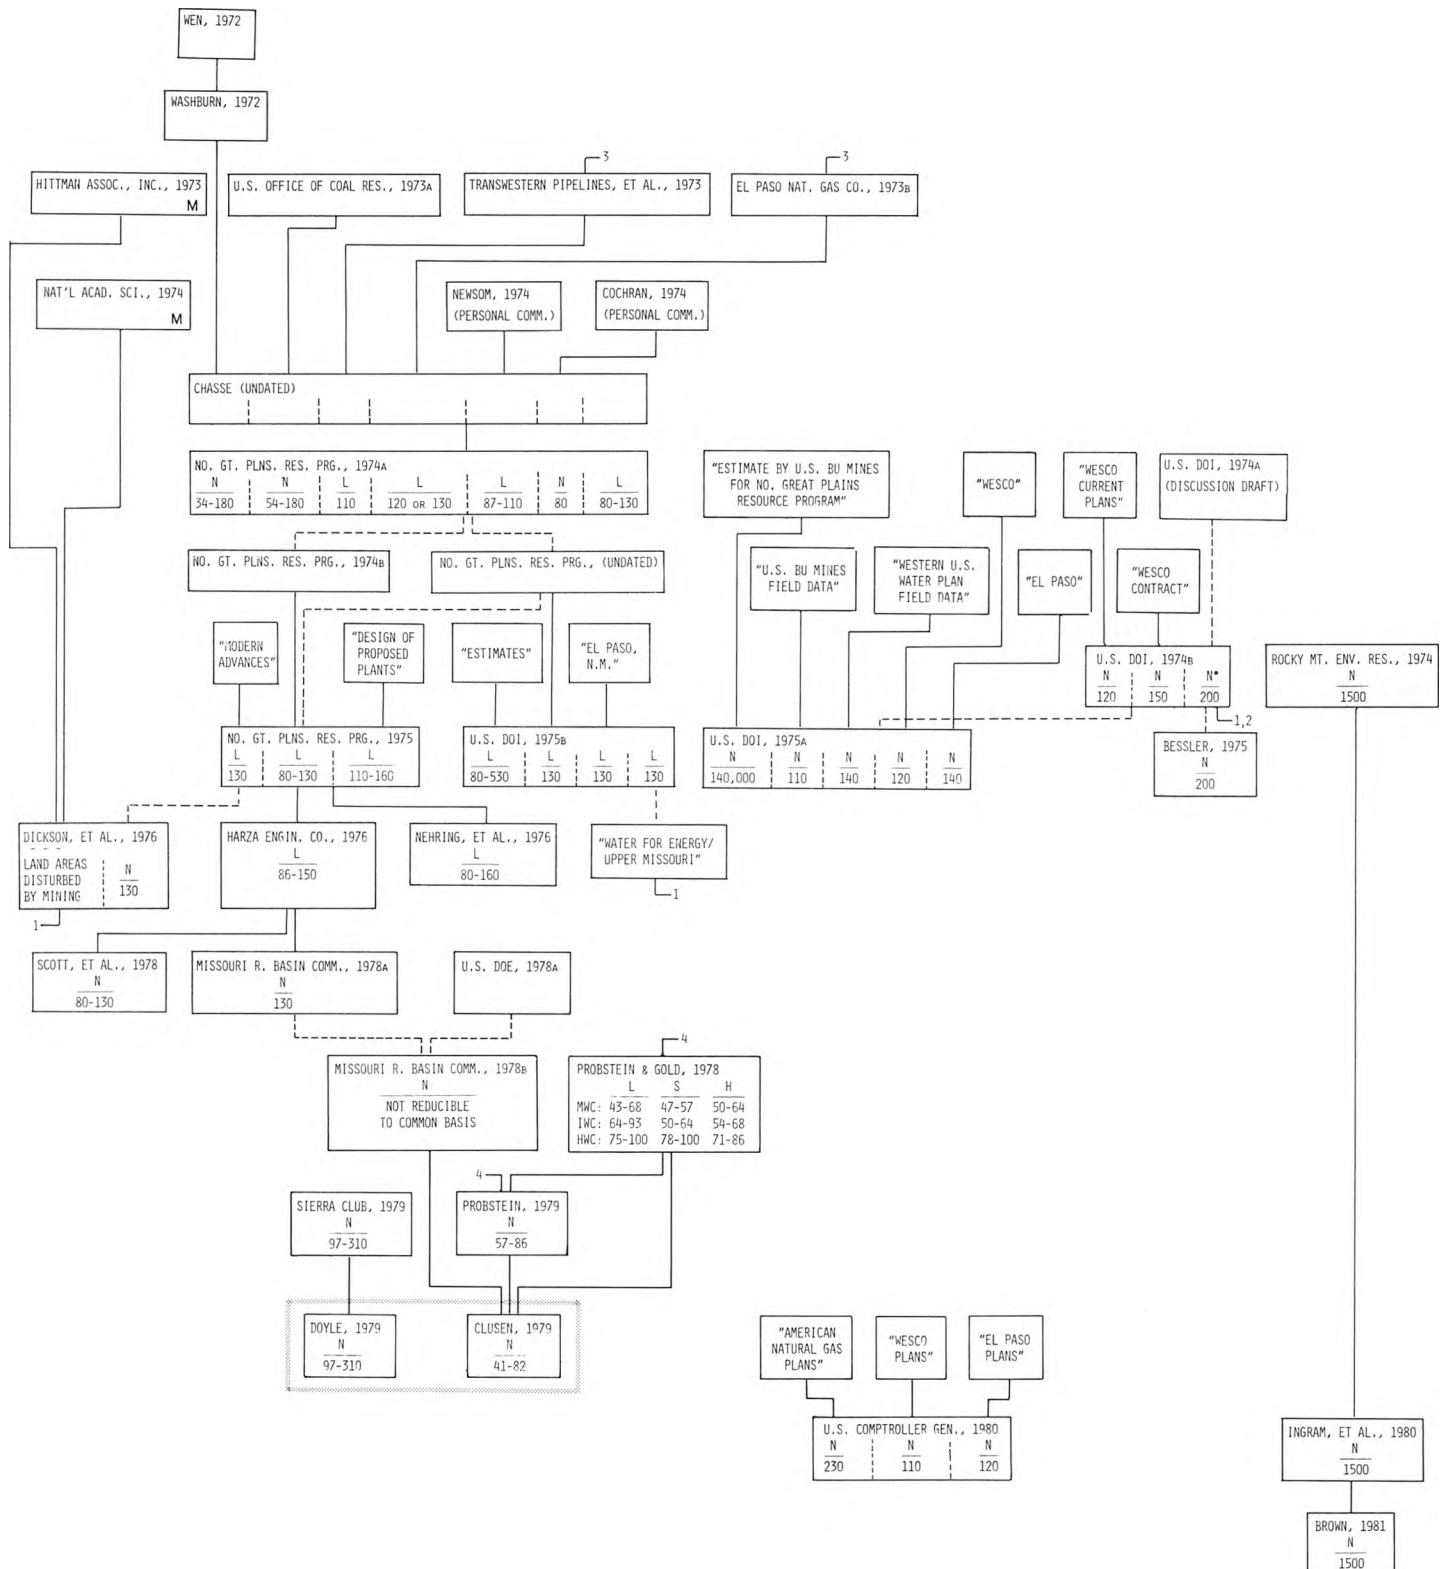 WEN, 1972
WASHBURN, 1972
3
3
HITTMAN ASSOC., INC., 1973
M
U.S. OFFICE OF COAL RES., 1973A
TRANSWESTERN PIPELINES, ET AL., 1973
EL PASO NAT. GAS CO., 1973B
NAT'L ACAD. SCI., 1974
M
NEWSOM, 1974
(PERSONAL COMM.)
COCHRAN, 1974
(PERSONAL COMM.)
CHASSE (UNDATED)
NO. GT. PLNS. RES. PRG., 1974A
N N L L L N L
34-180 54-180 110 120 OR 130 87-110 80 80-130
"ESTIMATE BY U.S. BU MINES
FOR NO. GREAT PLAINS
RESOURCE PROGRAM"
"WESCO"
"WESCO
CURRENT
PLANS"
U.S. DOI, 1974A
(DISCUSSION DRAFT)
NO. GT. PLNS. RES. PRG., 1974B
NO. GT. PLNS. RES. PRG., (UNDATED)
"U.S. BU MINES
FIELD DATA"
"WESTERN U.S.
WATER PLAN
FIELD DATA"
"EL PASO"
"WESCO
CONTRACT"
"MODERN
ADVANCES"
"DESIGN OF
PROPOSED
PLANTS"
"ESTIMATES"
"EL PASO,
N.M."
U.S. DOI, 1974B
N N N*
120 150 200
1,2
ROCKY MT. ENV. RES., 1974
N
1500
NO. GT. PLNS. RES. PRG., 1975
L L L
130 80-130 110-160
U.S. DOI, 1975B
L L L L
80-530 130 130 130
U.S. DOI, 1975A
N N N N N
140,000 110 140 120 140
BESSLER, 1975
N
200
DICKSON, ET AL., 1976
LAND AREAS
DISTURBED
BY MINING
N
130
1
HARZA ENGIN. CO., 1976
L
86-150
NEHRING, ET AL., 1976
L
80-160
"WATER FOR ENERGY/
UPPER MISSOURI"
1
SCOTT, ET AL., 1978
N
80-130
MISSOURI R. BASIN COMM., 1978A
N
130
U.S. DOE, 1978A
MISSOURI R. BASIN COMM., 1978B
N
NOT REDUCIBLE
TO COMMON BASIS
4
PROBSTEIN & GOLD, 1978
L S H
MWC: 43-68 47-57 50-64
IWC: 64-93 50-64 54-68
HWC: 75-100 78-100 71-86
4
SIERRA CLUB, 1979
N
97-310
PROBSTEIN, 1979
N
57-86
DOYLE, 1979
N
97-310
CLUSEN, 1979
N
41-82
"AMERICAN
NATURAL GAS
PLANS"
"WESCO
PLANS"
"EL PASO
PLANS"
U.S. COMPTROLLER GEN., 1980
N N N
230 110 120
INGRAM, ET AL., 1980
N
1500
BROWN, 1981
N
1500